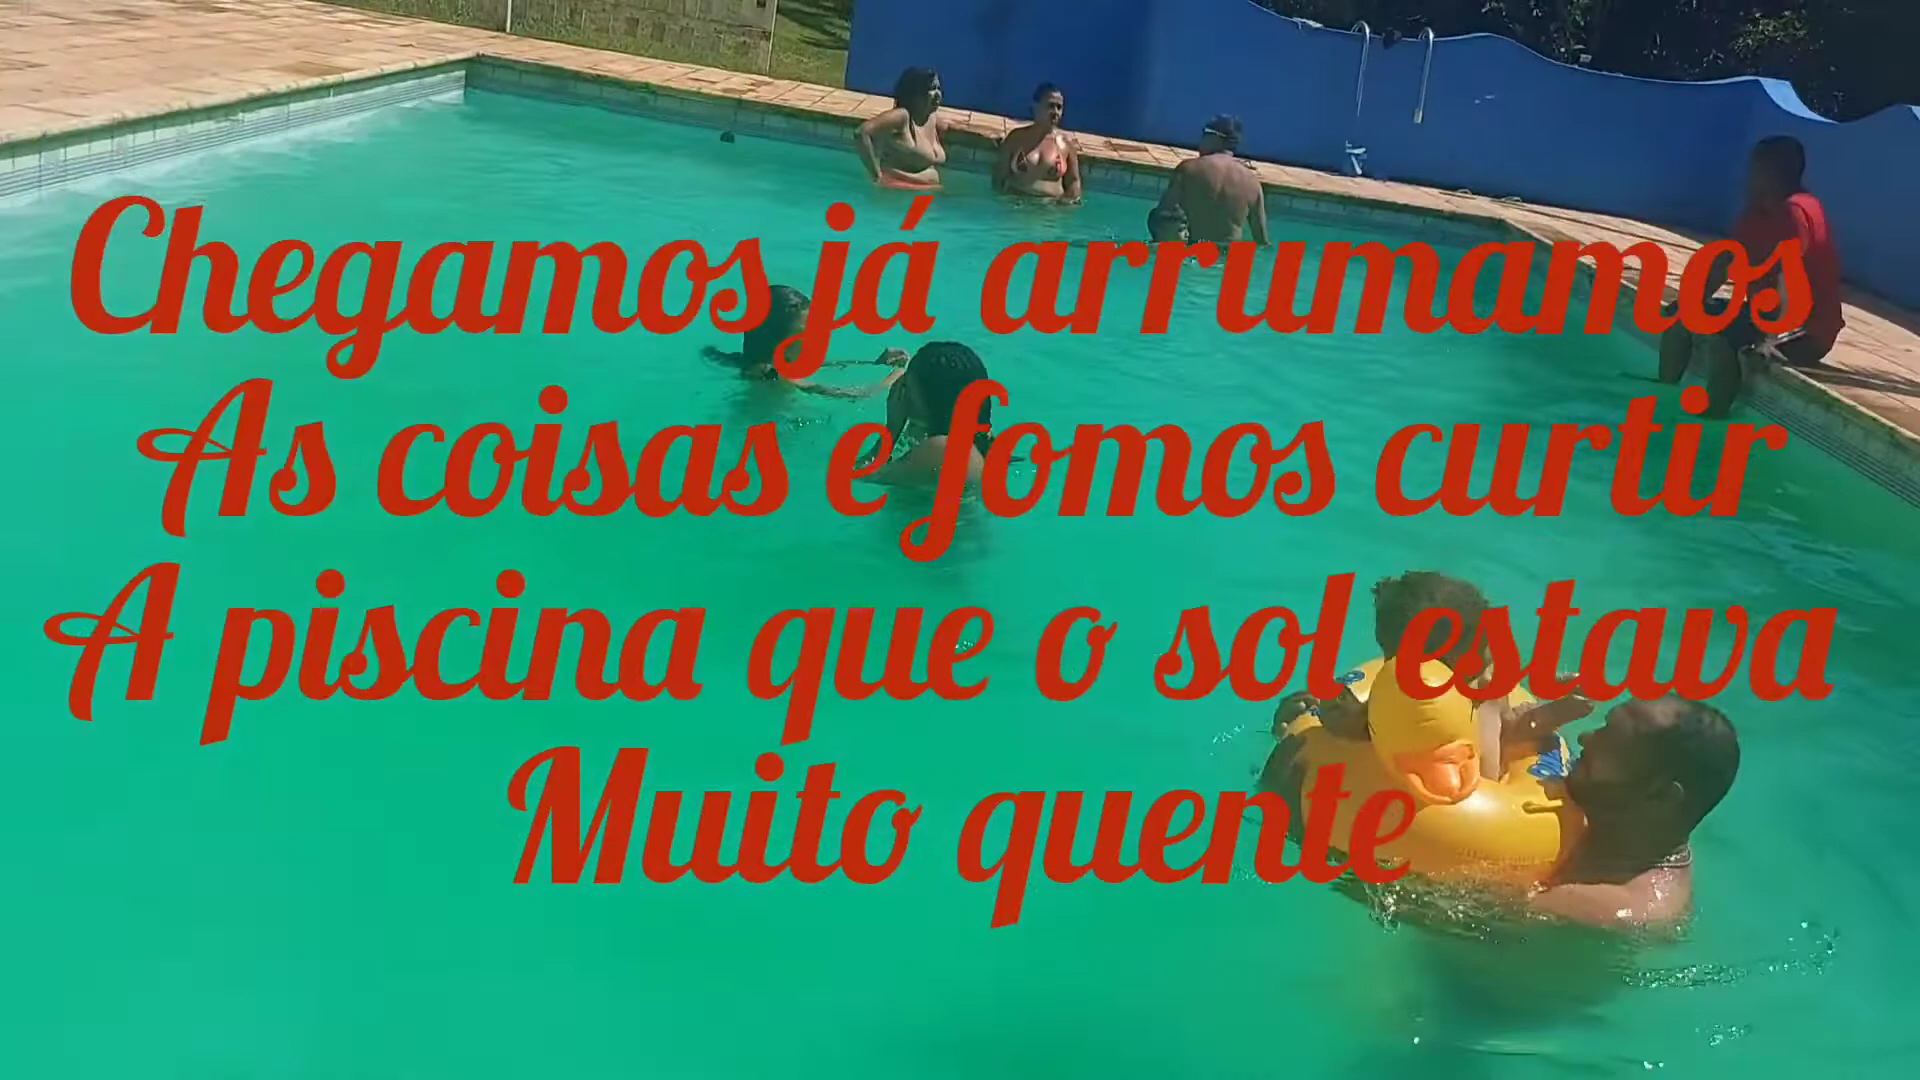 Chegamos já arrumamos
As coisas e fomos curtir
A piscina que o sol estava
Muito quente